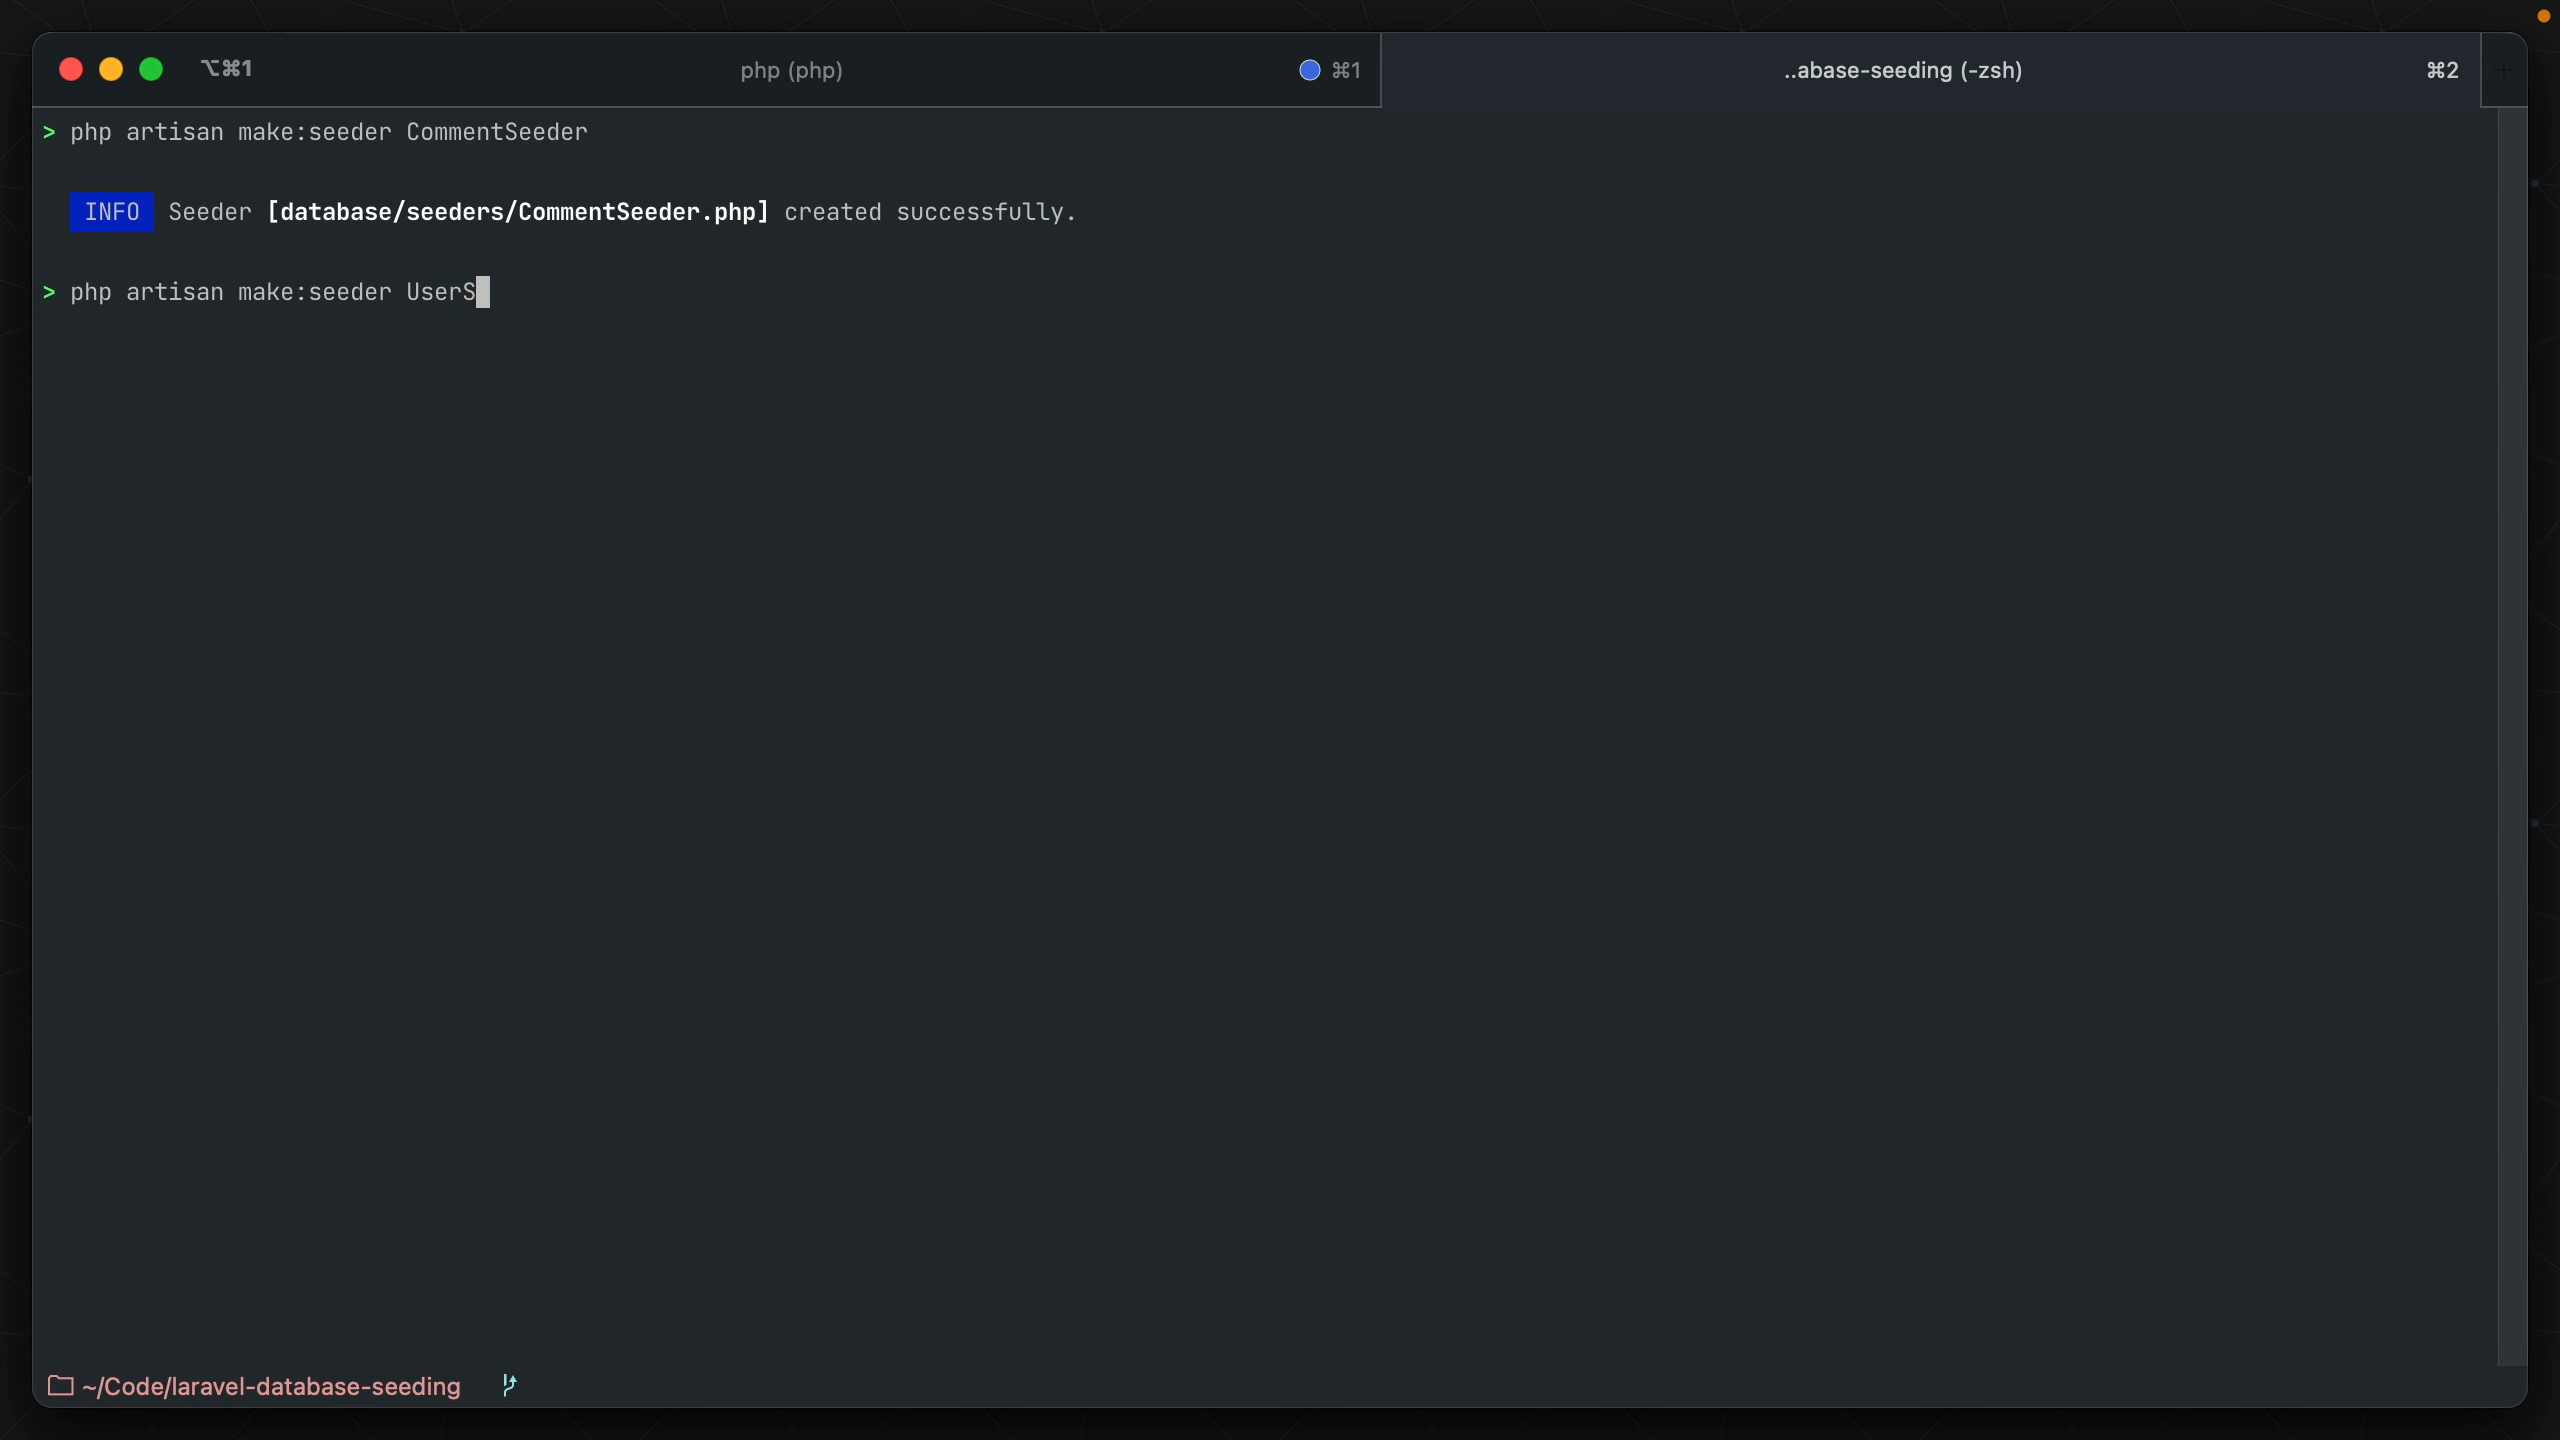 ⌥⌘1
php (php)
⌘1
..abase-seeding (-zsh)
⌘2
> php artisan make:seeder CommentSeeder
INFO Seeder [database/seeders/CommentSeeder.php] created successfully.
> php artisan make:seeder UserS
~/Code/laravel-database-seeding